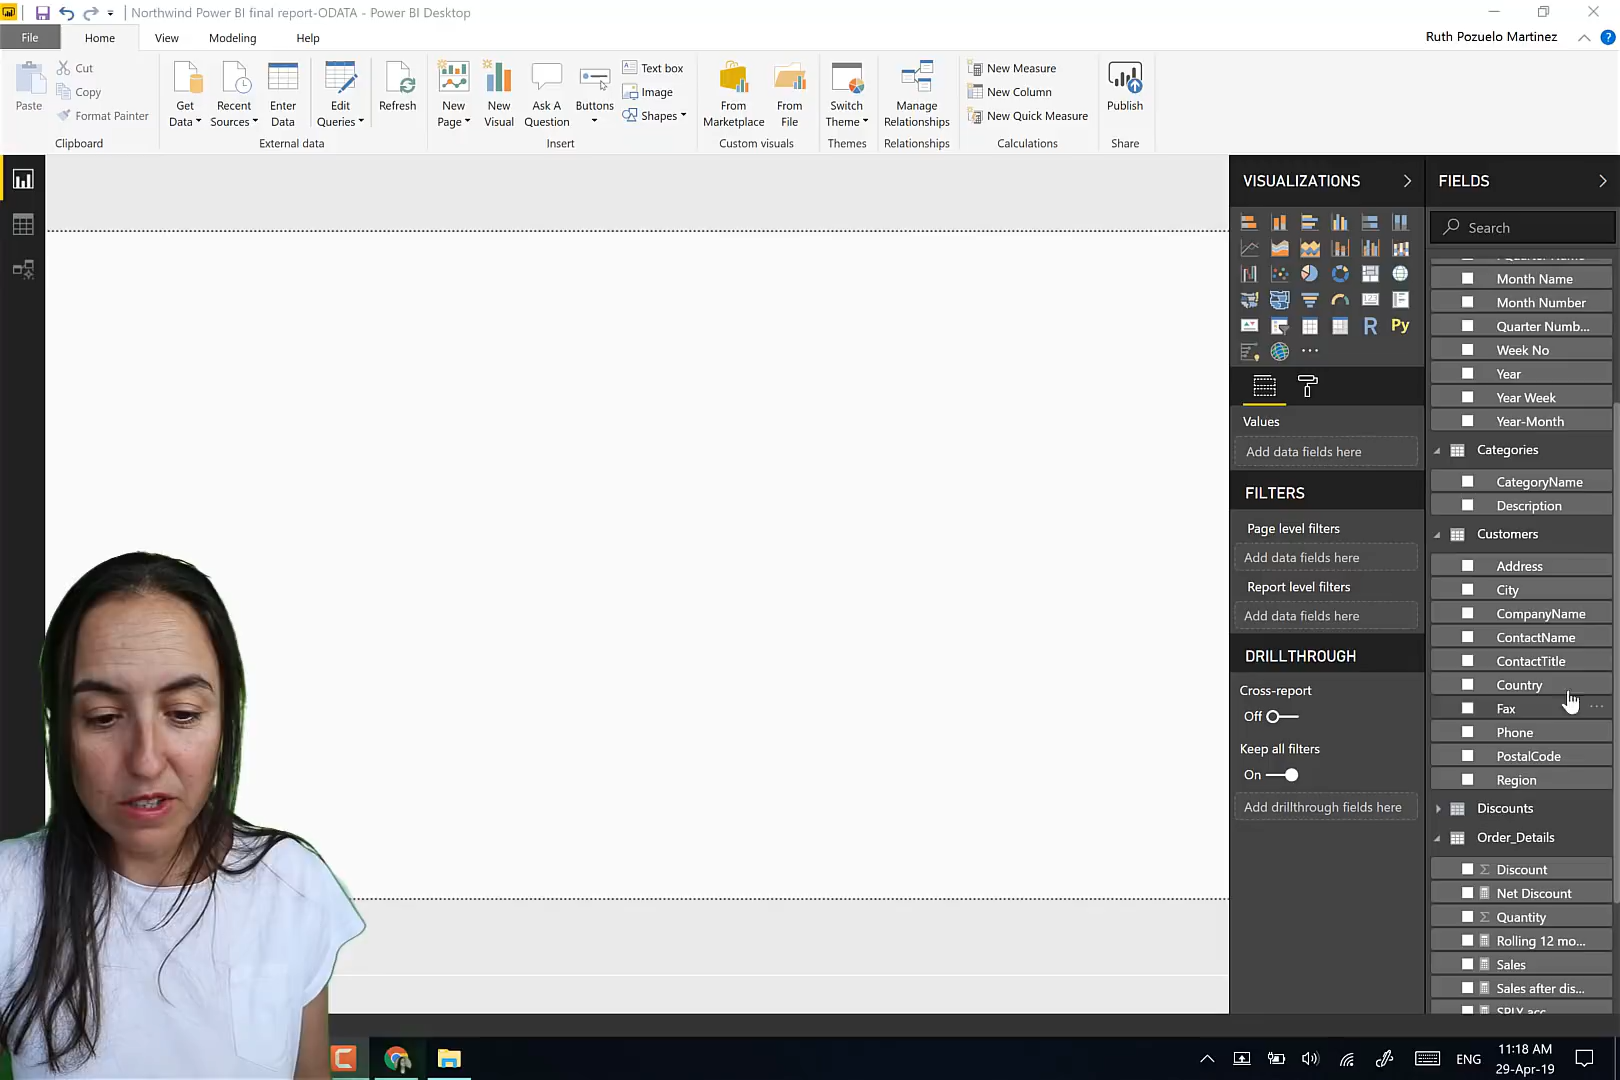 Northwind Power BI final report-ODATA - Power BI Desktop
File
Home
View
Modeling
Help
Ruth Pozuelo Martinez
Paste
Cut
Copy
Format Painter
Clipboard
Get Data
Recent Sources
Enter Data
Edit Queries
Refresh
External data
New Page
New Visual
Ask A Question
Buttons
Text box
Image
Shapes
Insert
From Marketplace
From File
Custom visuals
Switch Theme
Themes
Manage Relationships
Relationships
New Measure
New Column
New Quick Measure
Calculations
Publish
Share
VISUALIZATIONS
R
Py
Values
Add data fields here
FILTERS
Page level filters
Add data fields here
Report level filters
Add data fields here
DRILLTHROUGH
Cross-report
Off
Keep all filters
On
Add drillthrough fields here
FIELDS
Search
Month Name
Month Number
Quarter Numb...
Week No
Year
Year Week
Year-Month
Categories
CategoryName
Description
Customers
Address
City
CompanyName
ContactName
ContactTitle
Country
Fax
Phone
PostalCode
Region
Discounts
Order_Details
Discount
Net Discount
Quantity
Rolling 12 mo...
Sales
Sales after dis...
ENG
11:18 AM
29-Apr-19